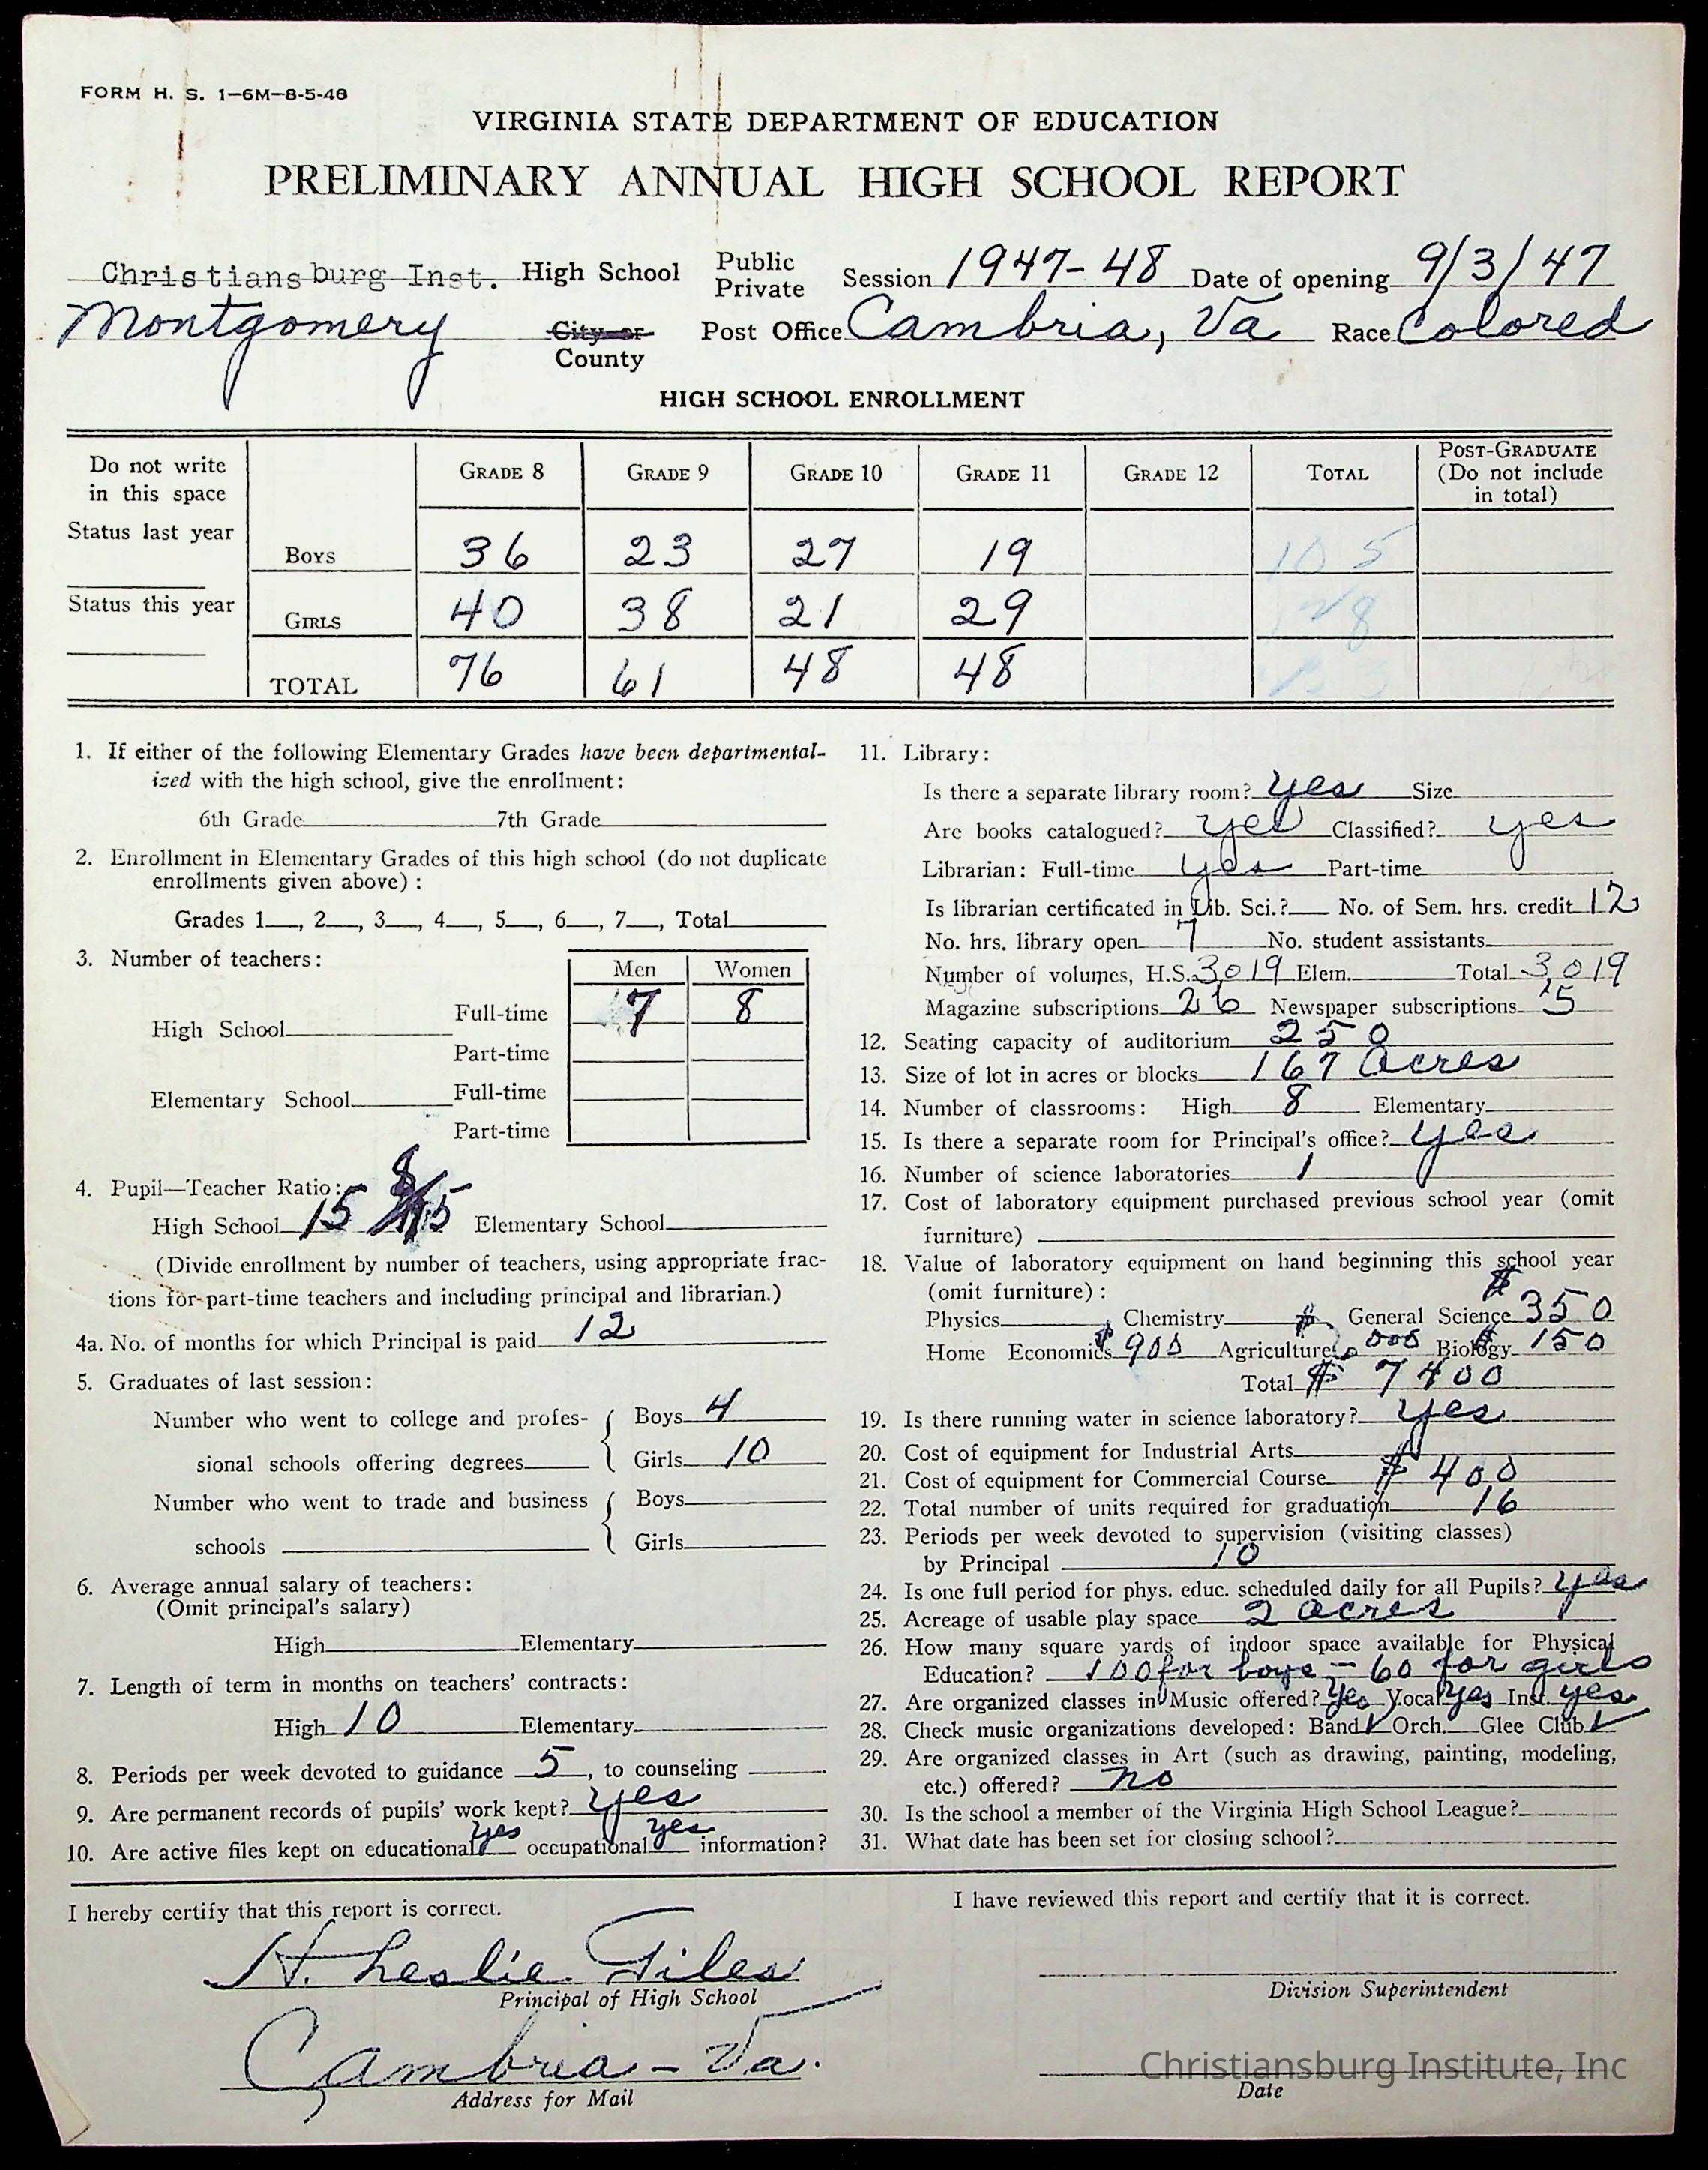 FORM H. S. 1—6M—8-5-46
VIRGINIA STATE DEPARTMENT OF EDUCATION
PRELIMINARY ANNUAL HIGH SCHOOL REPORT
Christiansburg Inst. High School Public Private Session 1947-48 Date of opening 9/3/47
Montgomery City or County Post Office Cambria, Va Race Colored
HIGH SCHOOL ENROLLMENT
Do not write in this space GRADE 8 GRADE 9 GRADE 10 GRADE 11 GRADE 12 TOTAL POST-GRADUATE (Do not include in total)
Status last year BOYS 36 23 27 19 105
Status this year GIRLS 40 38 21 29 128
TOTAL 76 61 48 48
1. If either of the following Elementary Grades have been departmental-
ized with the high school, give the enrollment:
6th Grade 7th Grade
2. Enrollment in Elementary Grades of this high school (do not duplicate
enrollments given above):
Grades 1 , 2 , 3 , 4 , 5 , 6 , 7 , Total
3. Number of teachers:
Men Women
High School Full-time 7 8
Part-time
Elementary School Full-time
Part-time
4. Pupil—Teacher Ratio:
High School 15 8/15 Elementary School
(Divide enrollment by number of teachers, using appropriate frac-
tions for part-time teachers and including principal and librarian.)
4a. No. of months for which Principal is paid 12
5. Graduates of last session:
Number who went to college and profes- Boys 4
sional schools offering degrees Girls 10
Number who went to trade and business Boys
schools Girls
6. Average annual salary of teachers:
(Omit principal's salary)
High Elementary
7. Length of term in months on teachers' contracts:
High 10 Elementary
8. Periods per week devoted to guidance 5, to counseling .
9. Are permanent records of pupils' work kept? yes
10. Are active files kept on educational yes occupational yes information?
11. Library:
Is there a separate library room? yes Size
Are books catalogued? yes Classified? yes
Librarian: Full-time yes Part-time
Is librarian certificated in Lib. Sci.? No. of Sem. hrs. credit 12
No. hrs. library open 7 No. student assistants
Number of volumes, H.S. 3019 Elem. Total 3,019
Magazine subscriptions 26 Newspaper subscriptions 5
12. Seating capacity of auditorium 250
13. Size of lot in acres or blocks 167 acres
14. Number of classrooms: High 8 Elementary
15. Is there a separate room for Principal's office? yes
16. Number of science laboratories 1
17. Cost of laboratory equipment purchased previous school year (omit
furniture)
18. Value of laboratory equipment on hand beginning this school year
(omit furniture):
Physics , Chemistry $ , General Science $ 350
Home Economics $ 900 Agriculture 000 Biology $ 150
Total $ 7400
19. Is there running water in science laboratory? yes
20. Cost of equipment for Industrial Arts
21. Cost of equipment for Commercial Course $ 400
22. Total number of units required for graduation 16
23. Periods per week devoted to supervision (visiting classes)
by Principal 10
24. Is one full period for phys. educ. scheduled daily for all Pupils? yes
25. Acreage of usable play space 2 acres
26. How many square yards of indoor space available for Physical
Education? 100 for boys — 60 for girls
27. Are organized classes in Music offered? Yes Vocal yes Inst. yes
28. Check music organizations developed: Band ✓ Orch. Glee Club ✓
29. Are organized classes in Art (such as drawing, painting, modeling,
etc.) offered? no
30. Is the school a member of the Virginia High School League?
31. What date has been set for closing school?
I hereby certify that this report is correct.
H. Leslie Giles
Principal of High School
Cambria - Va.
Address for Mail
I have reviewed this report and certify that it is correct.
Division Superintendent
Christiansburg Institute, Inc
Date